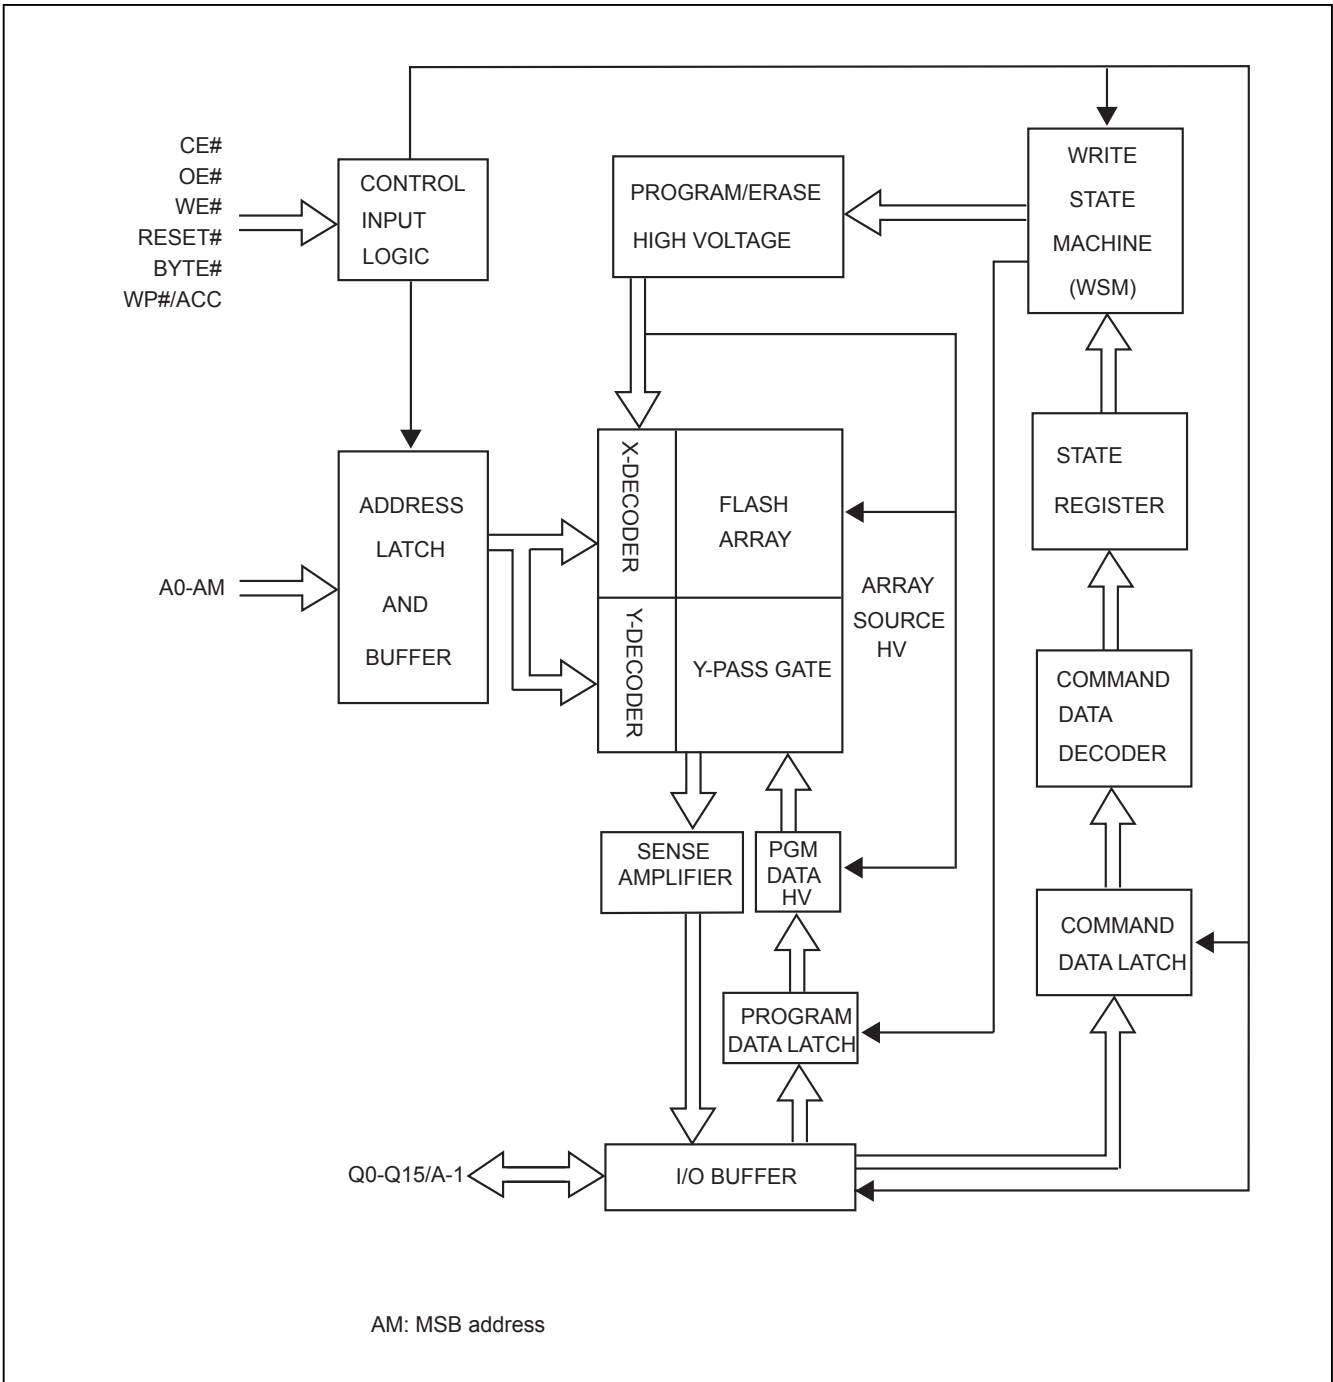 CE#
OE#
WE#
RESET#
BYTE#
WP#/ACC
CONTROL
INPUT
LOGIC
PROGRAM/ERASE
HIGH VOLTAGE
WRITE
STATE
MACHINE
(WSM)
A0-AM
ADDRESS
LATCH
AND
BUFFER
X-DECODER
FLASH
ARRAY
Y-DECODER
Y-PASS GATE
ARRAY
SOURCE
HV
STATE
REGISTER
COMMAND
DATA
DECODER
SENSE
AMPLIFIER
PGM
DATA
HV
COMMAND
DATA LATCH
PROGRAM
DATA LATCH
Q0-Q15/A-1
I/O BUFFER
AM: MSB address